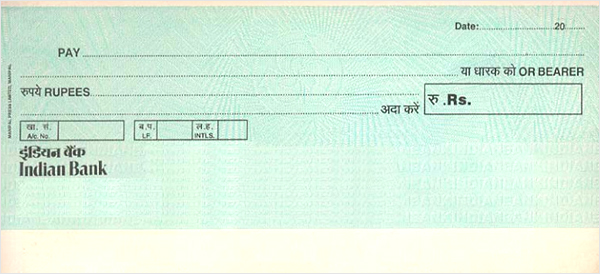 Date: 20
PAY
या धारक को OR BEARER
रुपये RUPEES
अदा करें रु .Rs.
खा. सं. ब.प. ल.ह.
A/c. No. LF. INTLS.
इंडियन बैंक
Indian Bank
MANIPAL PRESS LIMITED, MANIPAL